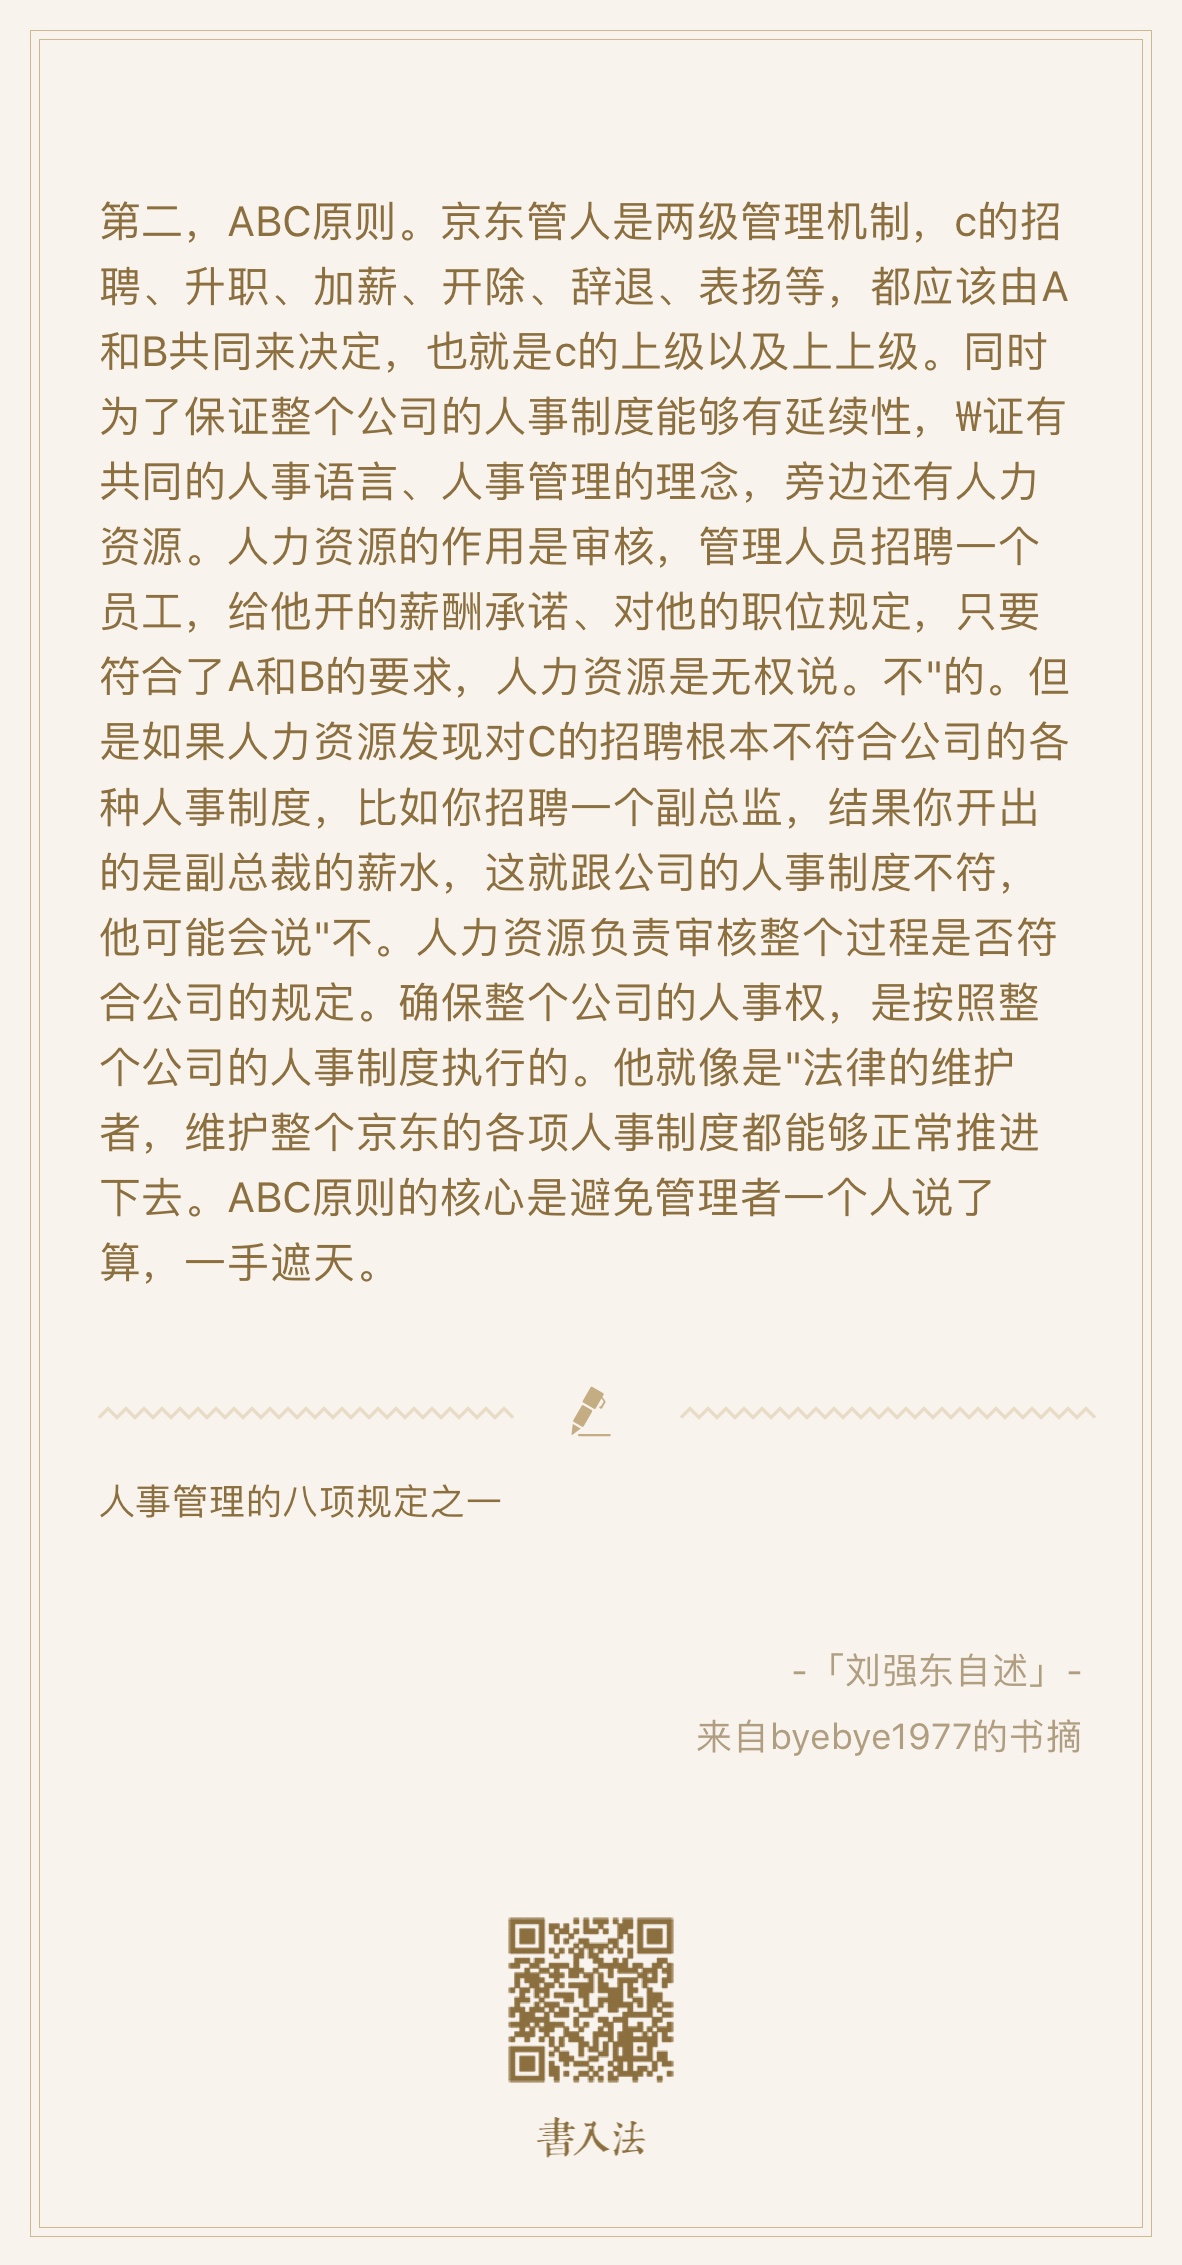 第二，ABC原则。京东管人是两级管理机制，c的招
聘、升职、加薪、开除、辞退、表扬等，都应该由A
和B共同来决定，也就是c的上级以及上上级。同时
为了保证整个公司的人事制度能够有延续性，₩证有
共同的人事语言、人事管理的理念，旁边还有人力
资源。人力资源的作用是审核，管理人员招聘一个
员工，给他开的薪酬承诺、对他的职位规定，只要
符合了A和B的要求，人力资源是无权说。不"的。但
是如果人力资源发现对C的招聘根本不符合公司的各
种人事制度，比如你招聘一个副总监，结果你开出
的是副总裁的薪水，这就跟公司的人事制度不符，
他可能会说"不。人力资源负责审核整个过程是否符
合公司的规定。确保整个公司的人事权，是按照整
个公司的人事制度执行的。他就像是"法律的维护
者，维护整个京东的各项人事制度都能够正常推进
下去。ABC原则的核心是避免管理者一个人说了
算，一手遮天。
人事管理的八项规定之一
-「刘强东自述」-
来自byebye1977的书摘
書入法